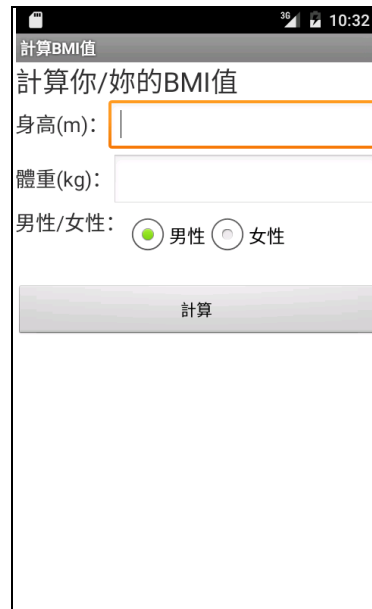 3G 10:32
計算BMI值
計算你/妳的BMI值
身高(m)：
體重(kg)：
男性/女性： 男性 女性
計算